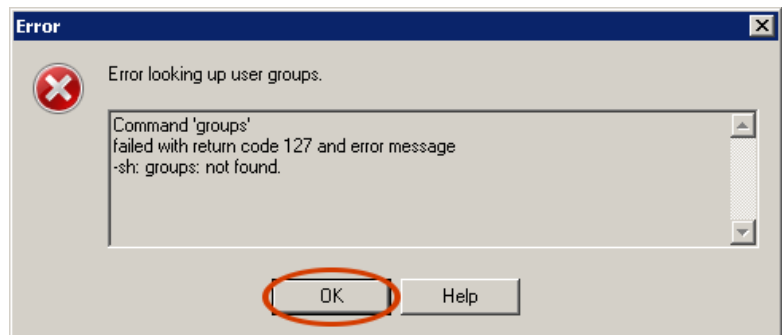 Error
Error looking up user groups.
Command 'groups'
failed with return code 127 and error message
-sh: groups: not found.
OK Help